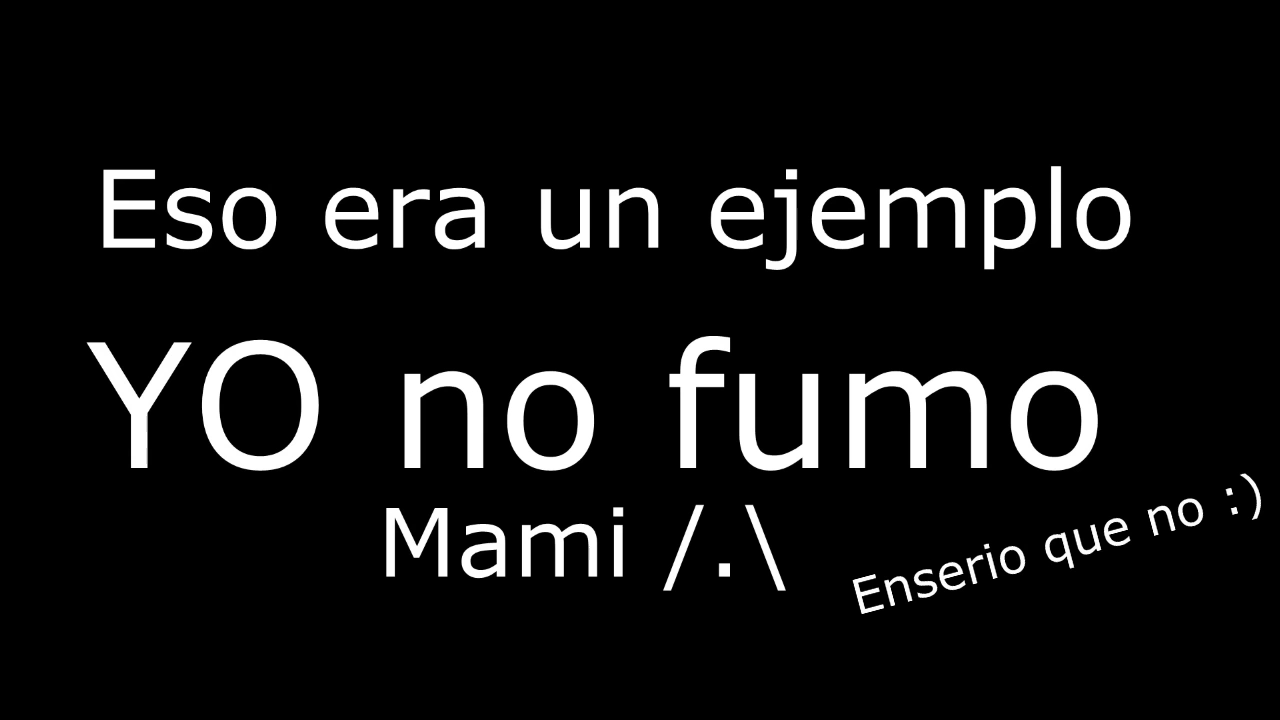 Eso era un ejemplo
YO no fumo
Mami /.\
Enserio que no :)